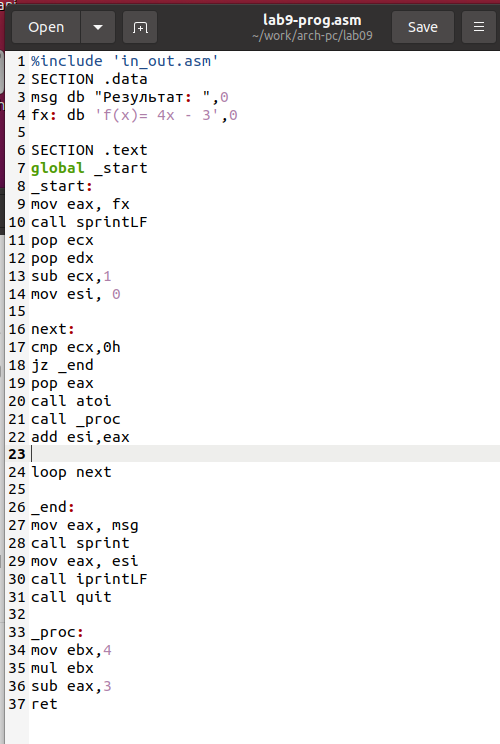 Open
lab9-prog.asm
~/work/arch-pc/lab09
Save
1 %include 'in_out.asm'
2 SECTION .data
3 msg db "Результат: ",0
4 fx: db 'f(x)= 4x - 3',0
5
6 SECTION .text
7 global _start
8 _start:
9 mov eax, fx
10 call sprintLF
11 pop ecx
12 pop edx
13 sub ecx,1
14 mov esi, 0
15
16 next:
17 cmp ecx,0h
18 jz _end
19 pop eax
20 call atoi
21 call _proc
22 add esi,eax
23
24 loop next
25
26 _end:
27 mov eax, msg
28 call sprint
29 mov eax, esi
30 call iprintLF
31 call quit
32
33 _proc:
34 mov ebx,4
35 mul ebx
36 sub eax,3
37 ret